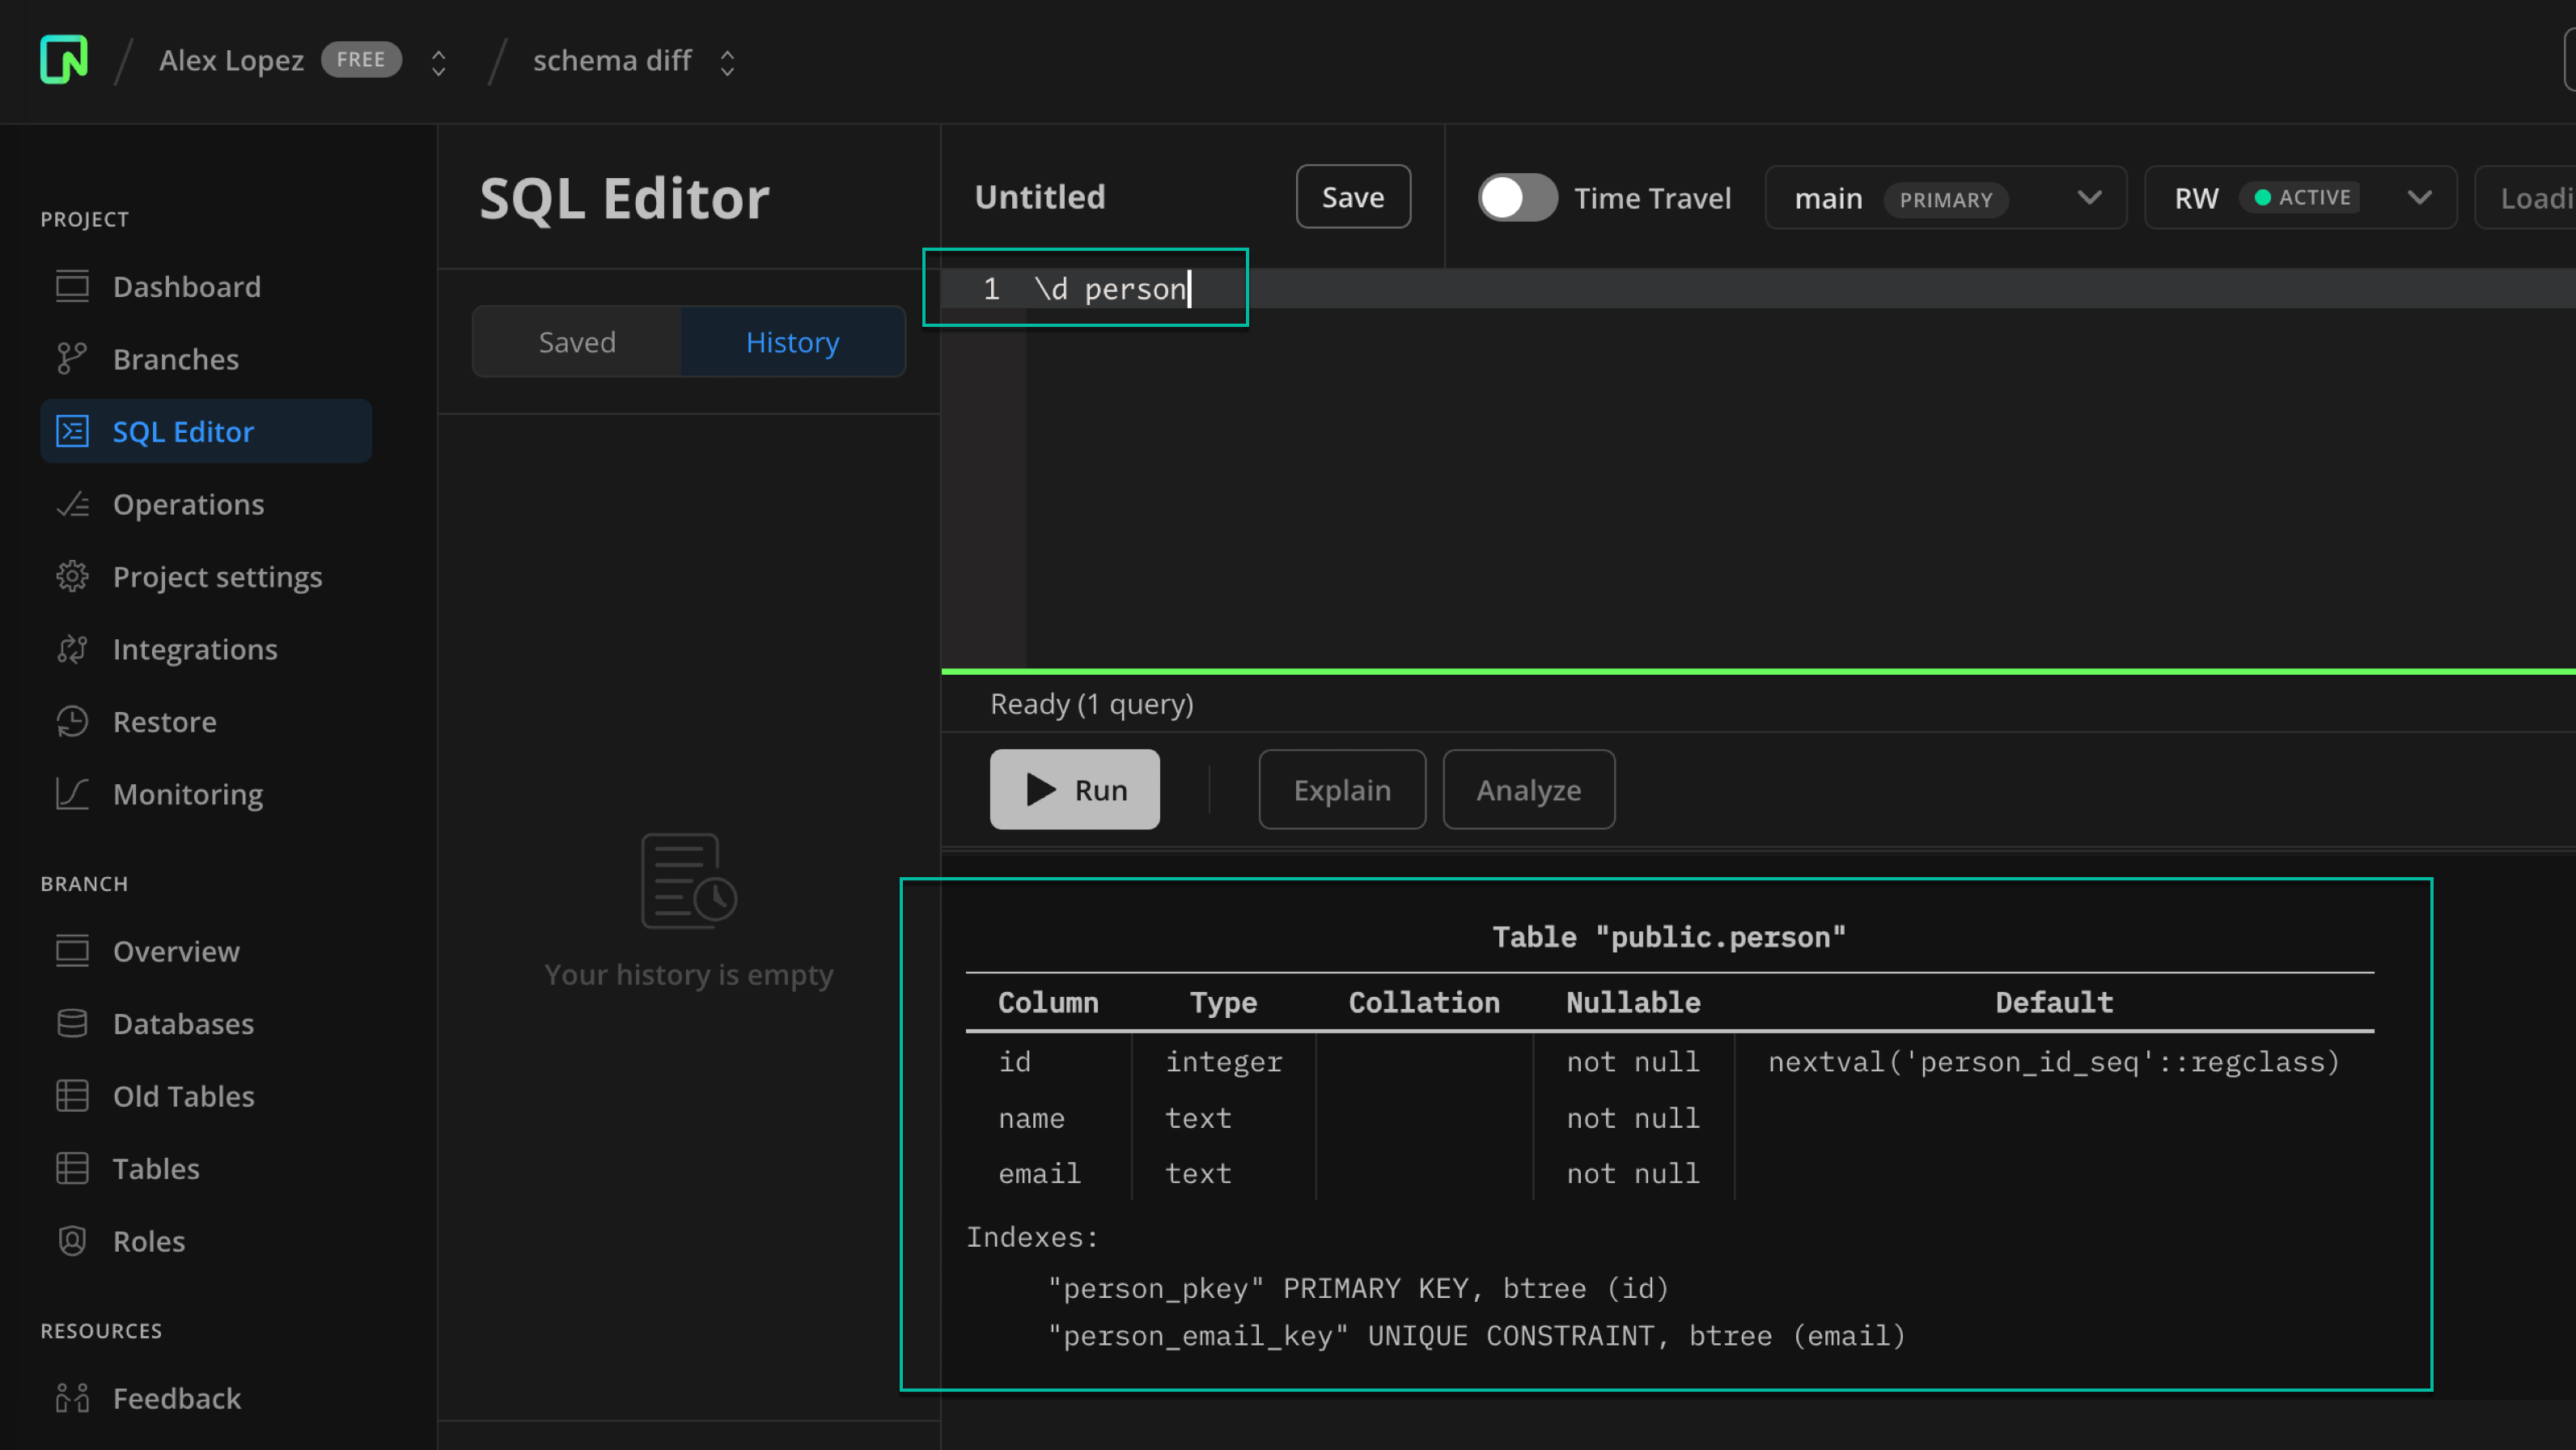 Alex Lopez FREE
schema diff
PROJECT
Dashboard
Branches
SQL Editor
Operations
Project settings
Integrations
Restore
Monitoring
BRANCH
Overview
Databases
Old Tables
Tables
Roles
RESOURCES
Feedback
SQL Editor
Saved History
Your history is empty
Untitled Save Time Travel main PRIMARY RW ACTIVE
1 \d person
Ready (1 query)
Run Explain Analyze
Table "public.person"
Column Type Collation Nullable Default
id integer not null nextval('person_id_seq'::regclass)
name text not null
email text not null
Indexes:
"person_pkey" PRIMARY KEY, btree (id)
"person_email_key" UNIQUE CONSTRAINT, btree (email)